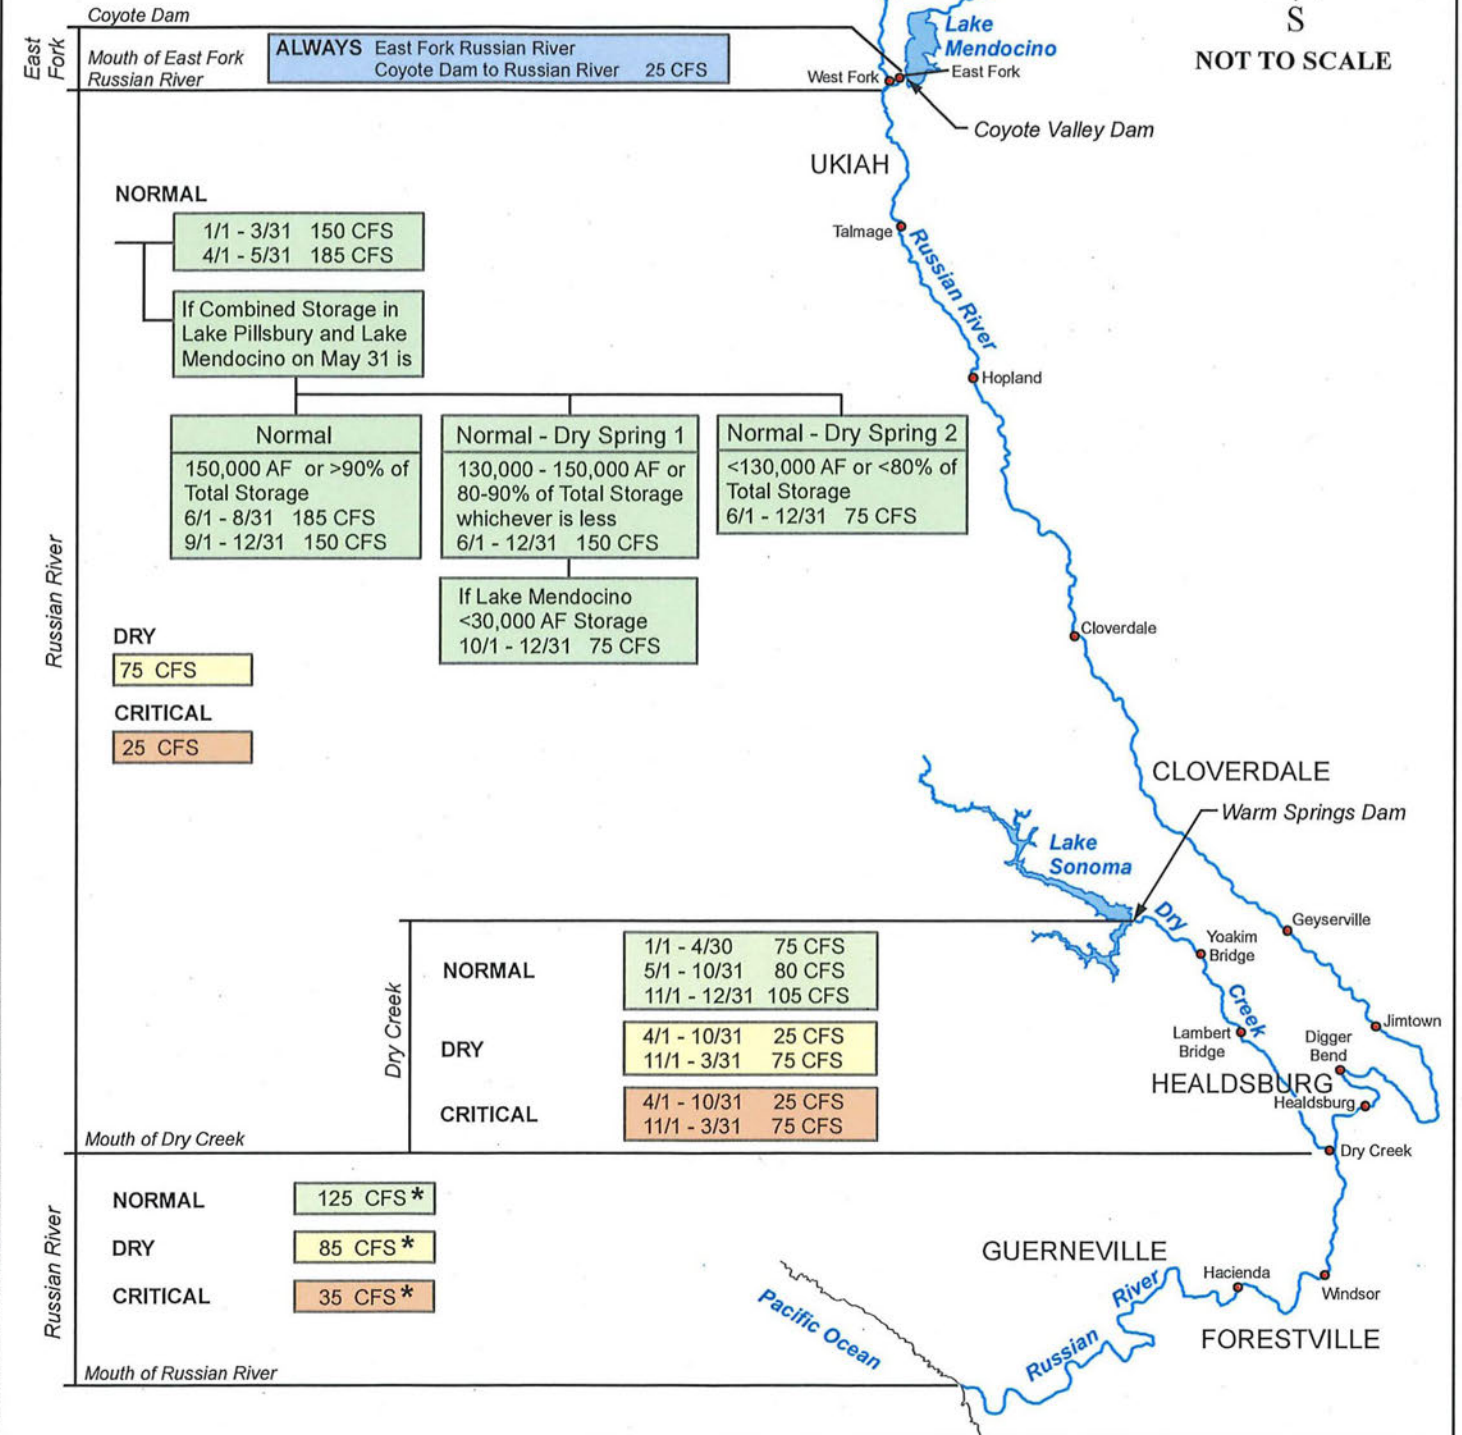 Coyote Dam
East
Fork
Mouth of East Fork
Russian River
ALWAYS East Fork Russian River
Coyote Dam to Russian River 25 CFS
Lake
Mendocino
S
NOT TO SCALE
West Fork
East Fork
Coyote Valley Dam
UKIAH
NORMAL
1/1 - 3/31 150 CFS
4/1 - 5/31 185 CFS
Talmage
Russian River
If Combined Storage in
Lake Pillsbury and Lake
Mendocino on May 31 is
Hopland
Normal
150,000 AF or >90% of
Total Storage
6/1 - 8/31 185 CFS
9/1 - 12/31 150 CFS
Normal - Dry Spring 1
130,000 - 150,000 AF or
80-90% of Total Storage
whichever is less
6/1 - 12/31 150 CFS
Normal - Dry Spring 2
<130,000 AF or <80% of
Total Storage
6/1 - 12/31 75 CFS
If Lake Mendocino
<30,000 AF Storage
10/1 - 12/31 75 CFS
Russian River
DRY
75 CFS
CRITICAL
25 CFS
Cloverdale
CLOVERDALE
Warm Springs Dam
Lake
Sonoma
Dry
Creek
Geyserville
Yoakim
Bridge
Lambert
Bridge
Jimtown
Digger
Bend
HEALDSBURG
Healdsburg
Dry Creek
Dry Creek
NORMAL
1/1 - 4/30 75 CFS
5/1 - 10/31 80 CFS
11/1 - 12/31 105 CFS
DRY
4/1 - 10/31 25 CFS
11/1 - 3/31 75 CFS
CRITICAL
4/1 - 10/31 25 CFS
11/1 - 3/31 75 CFS
Mouth of Dry Creek
Russian River
NORMAL
125 CFS*
DRY
85 CFS*
CRITICAL
35 CFS*
GUERNEVILLE
Hacienda
Windsor
FORESTVILLE
Russian
River
Pacific Ocean
Mouth of Russian River